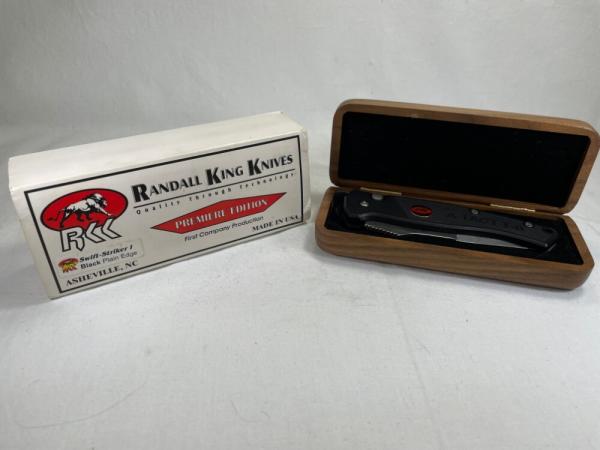 RANDALL KING KNIVES
Quality Through Technology
PREMIERE EDITION
First Company Production
MADE IN USA
RKK
Swift-Striker I
Black Plain Edge
ASHEVILLE, NC